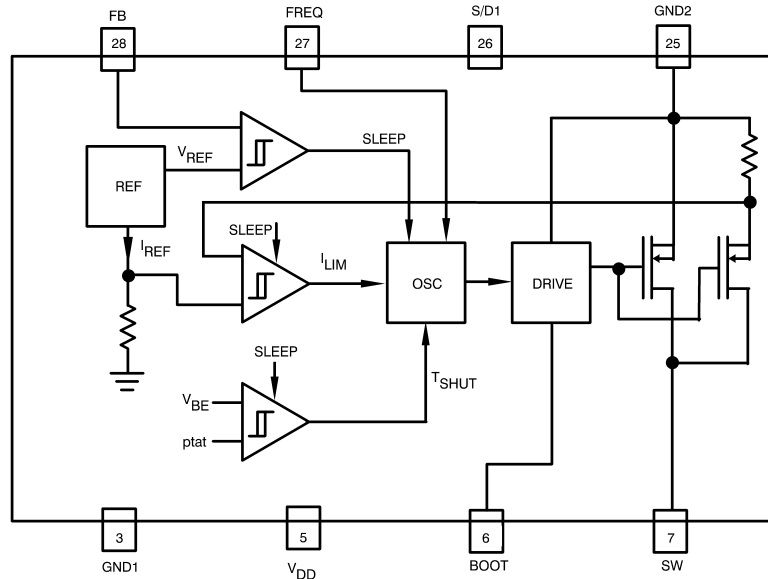 FB
FREQ
S/D1
GND2
28
27
26
25
SLEEP
VREF
REF
SLEEP
IREF
ILIM
OSC
DRIVE
SLEEP
TSHUT
VBE
ptat
3
5
6
7
GND1
VDD
BOOT
SW